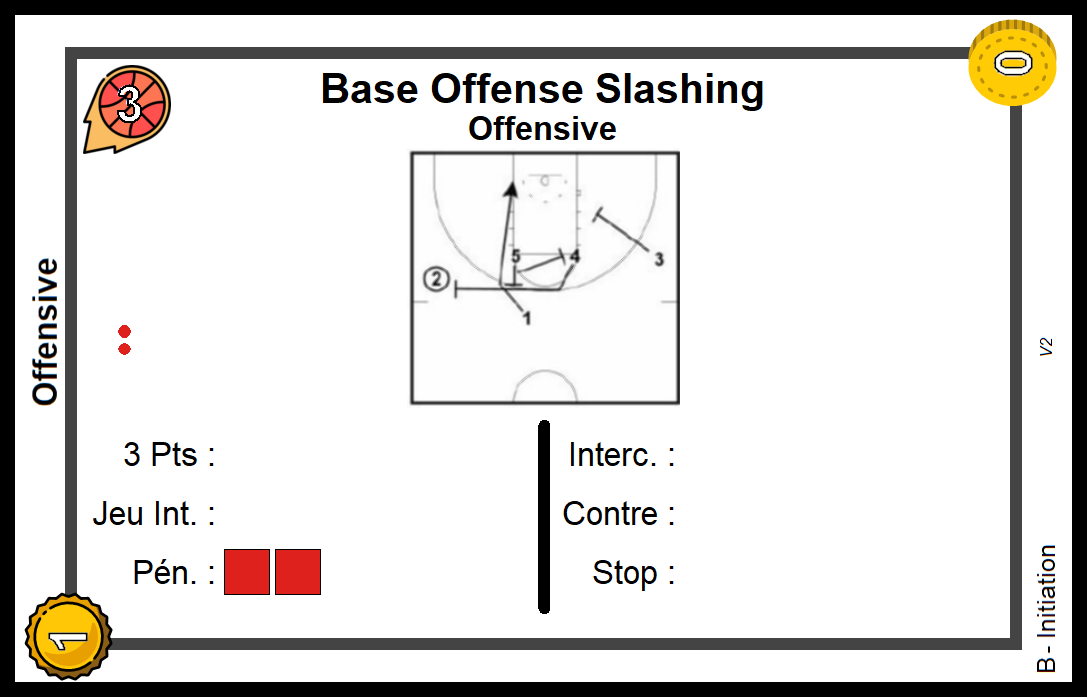 0
3
Base Offense Slashing
Offensive
5
4
3
2
1
Offensive
V2
3 Pts :
Interc. :
Jeu Int. :
Contre :
Pén. :
Stop :
1
B - Initiation